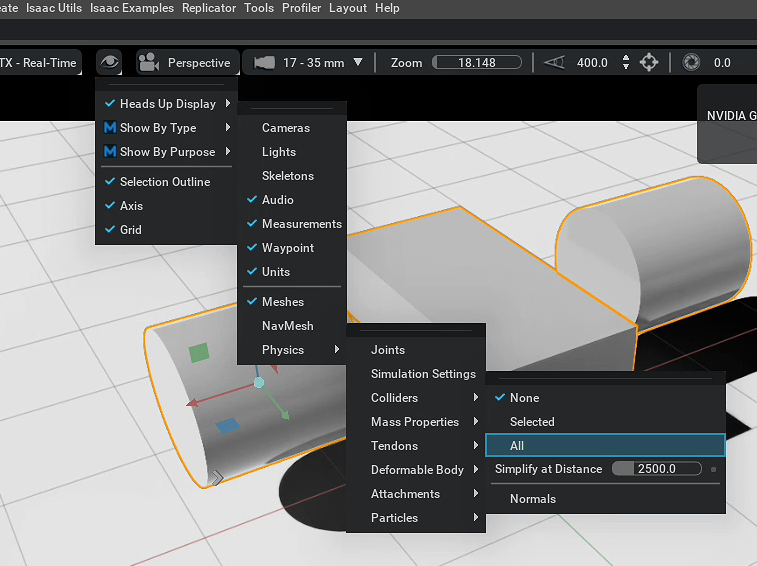 eate Isaac Utils Isaac Examples Replicator Tools Profiler Layout Help
TX - Real-Time Perspective 17 - 35 mm Zoom 18.148 400.0 0.0
NVIDIA G
Heads Up Display
Show By Type
Show By Purpose
Selection Outline
Axis
Grid
Cameras
Lights
Skeletons
Audio
Measurements
Waypoint
Units
Meshes
NavMesh
Physics
Joints
Simulation Settings
Colliders
Mass Properties
Tendons
Deformable Body
Attachments
Particles
None
Selected
All
Simplify at Distance 2500.0
Normals